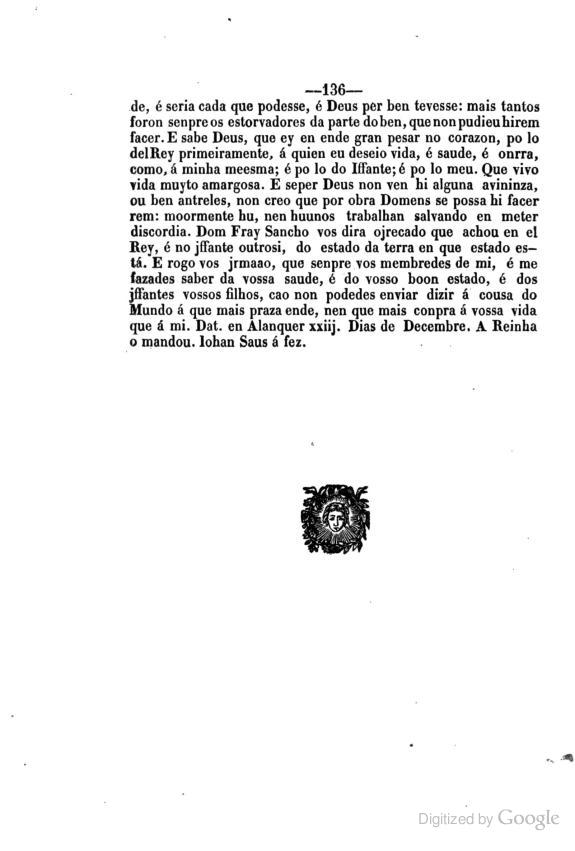 —136—
de, é seria cada que podesse, é Deus per ben tevesse: mais tantos
foron senpre os estorvadores da parte do ben, que non pudieu hirem
facer. E sabe Deus, que ey en ende gran pesar no corazon, po lo
delRey primeiramente, á quien eu deseio vida, é saude, é onrra,
como, á minha meesma; é po lo do Iffante; é po lo meu. Que vivo
vida muyto amargosa. E seper Deus non ven hi alguna avininza,
ou ben antreles, non creo que por obra Domens se possa hi facer
rem: moormente hu, nen huunos trabalhan salvando en meter
discordia. Dom Fray Sancho vos dira ojrecado que achou en el
Rey, é no jffante outrosi, do estado da terra en que estado es-
tá. E rogo vos jrmaao, que senpre vos membredes de mi, é me
fazades saber da vossa saude, é do vosso boon estado, é dos
jffantes vossos filhos, cao non podedes enviar dizir á cousa do
Mundo á que mais praza ende, nen que mais conpra á vossa vida
que á mi. Dat. en Alanquer xxiij. Dias de Decembre. A Reinha
o mandou. Iohan Saus á fez.
Digitized by Google